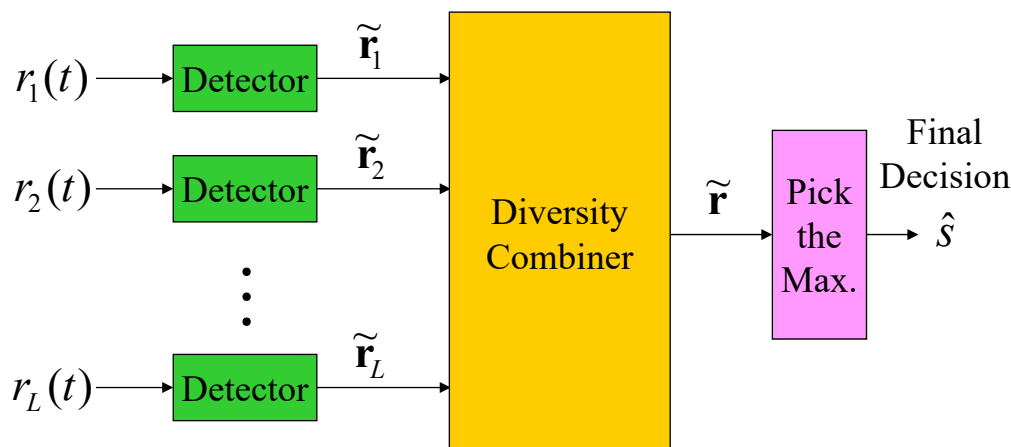 r₁(t)
Detector
r̃₁
r₂(t)
Detector
r̃₂
r_L(t)
Detector
r̃_L
Diversity
Combiner
r̃
Pick
the
Max.
Final
Decision
ŝ